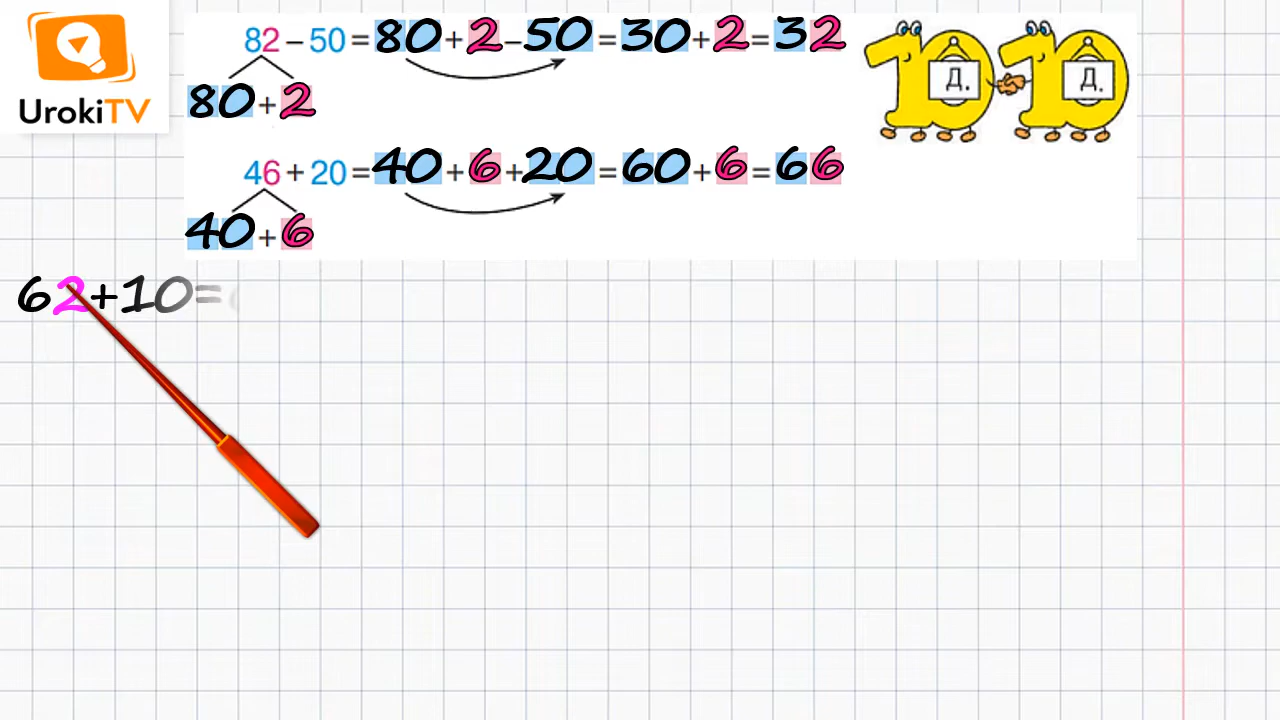 UrokiTV
82 – 50 = 80 + 2 – 50 = 30 + 2 = 32
80 + 2
Д. Д.
46 + 20 = 40 + 6 + 20 = 60 + 6 = 66
40 + 6
62+10=